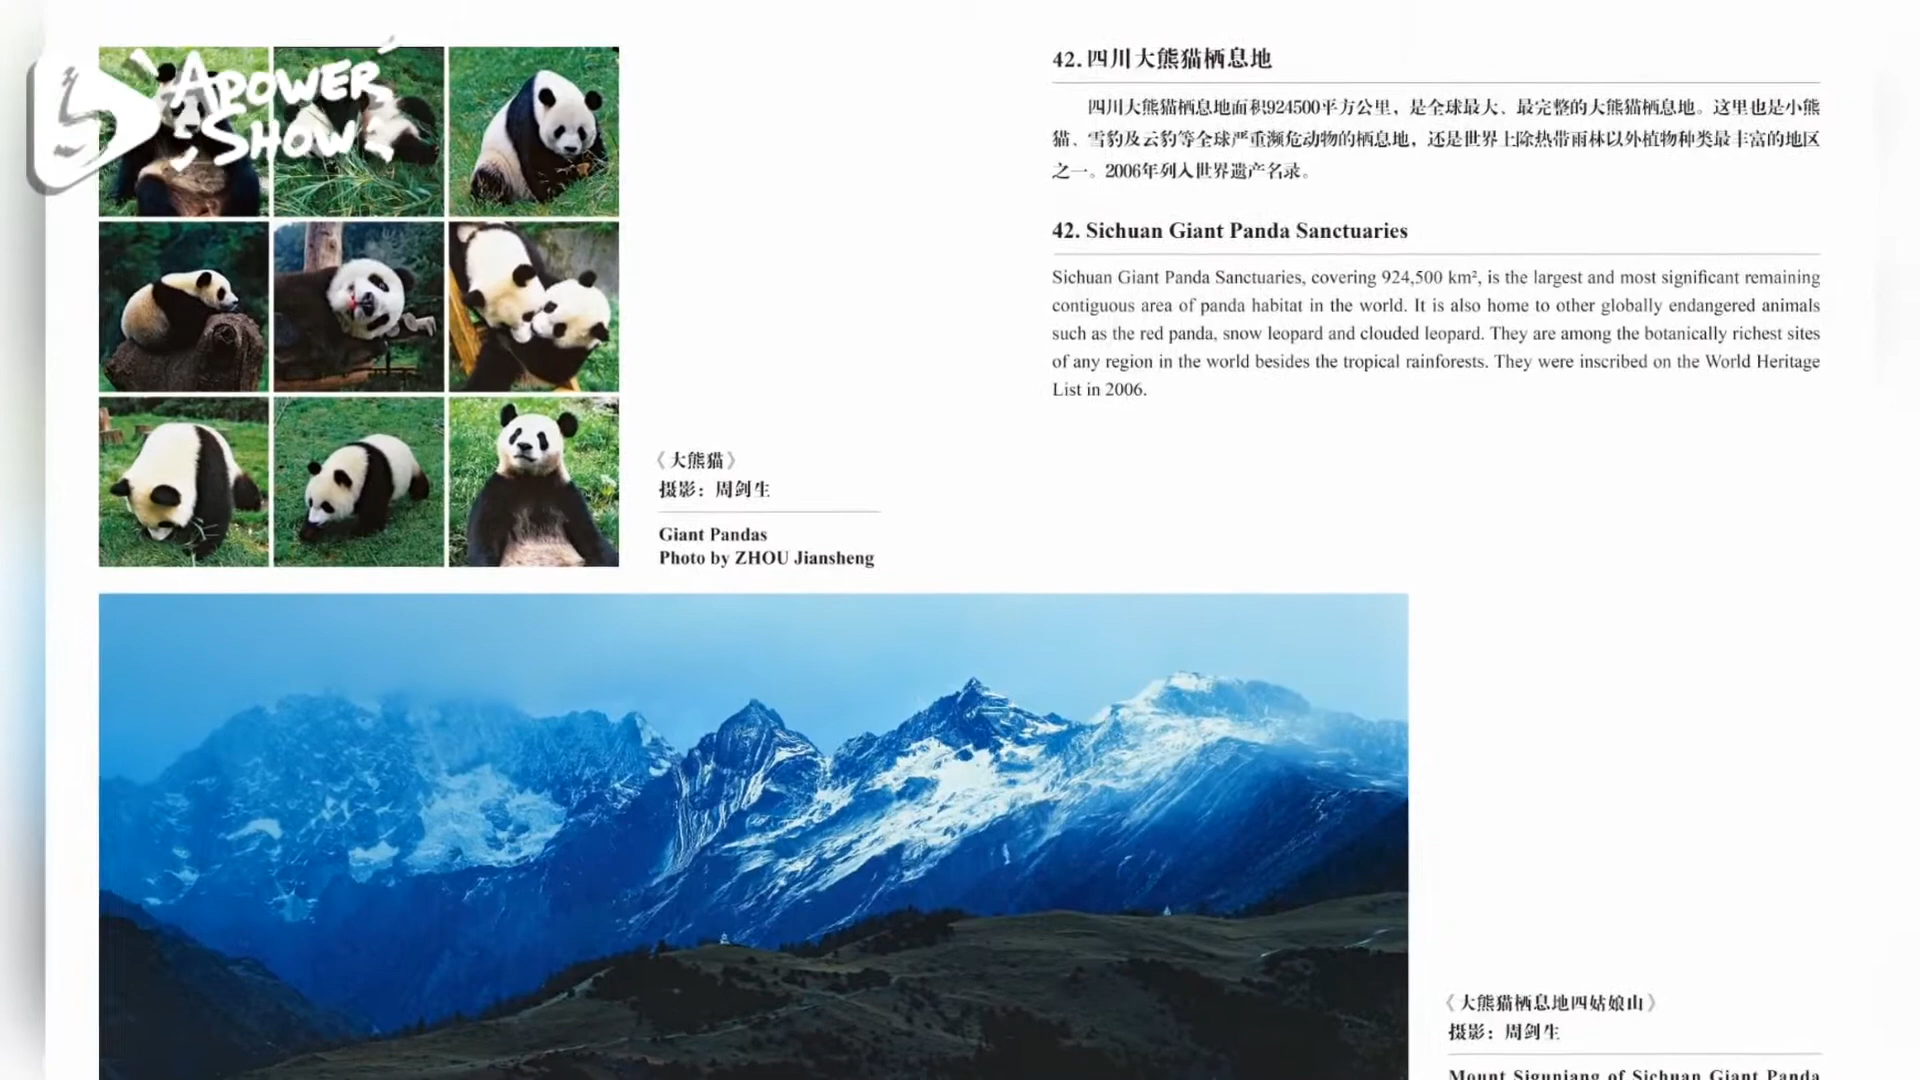 APOWER
SHOW
42. 四川大熊猫栖息地
四川大熊猫栖息地面积924500平方公里，是全球最大、最完整的大熊猫栖息地。这里也是小熊
猫、雪豹及云豹等全球严重濒危动物的栖息地，还是世界上除热带雨林以外植物种类最丰富的地区
之一。2006年列入世界遗产名录。
42. Sichuan Giant Panda Sanctuaries
Sichuan Giant Panda Sanctuaries, covering 924,500 km², is the largest and most significant remaining
contiguous area of panda habitat in the world. It is also home to other globally endangered animals
such as the red panda, snow leopard and clouded leopard. They are among the botanically richest sites
of any region in the world besides the tropical rainforests. They were inscribed on the World Heritage
List in 2006.
《大熊猫》
摄影：周剑生
Giant Pandas
Photo by ZHOU Jiansheng
《大熊猫栖息地四姑娘山》
摄影：周剑生
Mount Siguniang of Sichuan Giant Panda